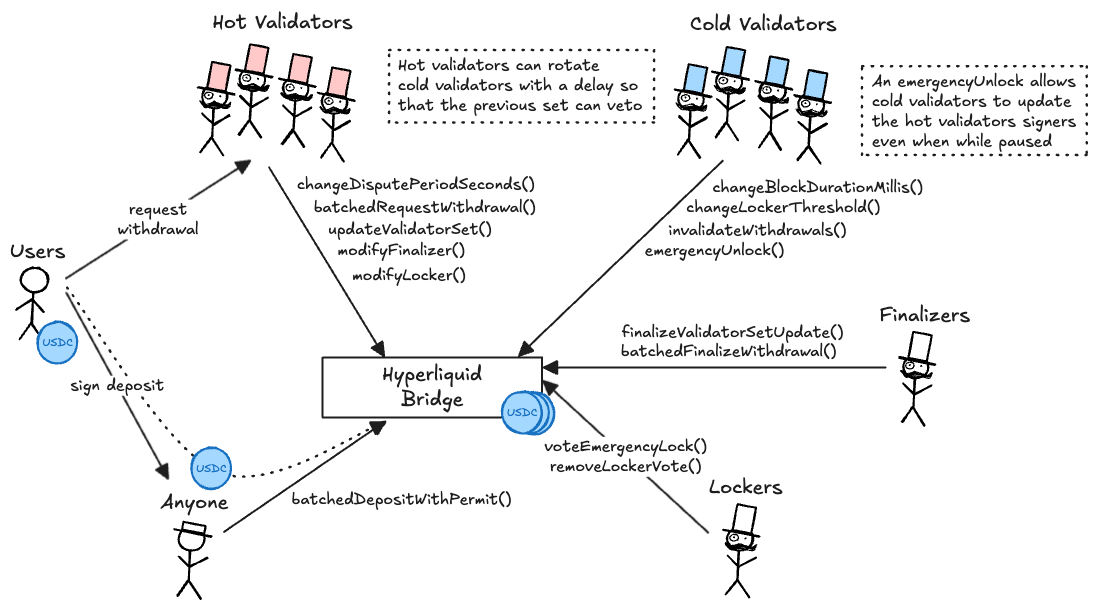 Hot Validators
Cold Validators
Hot validators can rotate
cold validators with a delay so
that the previous set can veto
An emergencyUnlock allows
cold validators to update
the hot validators signers
even when while paused
request
withdrawal
changeDisputePeriodSeconds()
batchedRequestWithdrawal()
updateValidatorSet()
modifyFinalizer()
modifyLocker()
changeBlockDurationMillis()
changeLockerThreshold()
invalidateWithdrawals()
emergencyUnlock()
Users
USDC
sign deposit
Finalizers
finalizeValidatorSetUpdate()
batchedFinalizeWithdrawal()
Hyperliquid
Bridge
USDC
voteEmergencyLock()
removeLockerVote()
USDC
Anyone
batchedDepositWithPermit()
Lockers